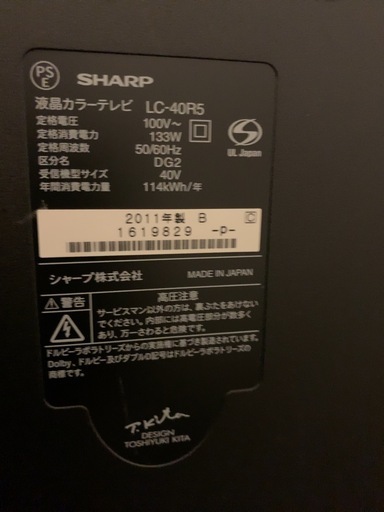 PS
E
SHARP
液晶カラーテレビ LC-40R5
定格電圧 100V～
定格消費電力 133W
定格周波数 50/60Hz
区分名 DG2
受信機型サイズ 40V
年間消費電力量 114kWh/年
UL Japan
2011年製 B C
1619829 -P-
シャープ株式会社 MADE IN JAPAN
警告
高圧注意
サービスマン以外の方は、裏ぶたをあけない
でください。内部には高電圧部分が数多く
あり、万一さわると危険です。
ドルビーラボラトリーズからの実施権に基づき製造されています。
Dolby、ドルビー及びダブルD記号はドルビーラボラトリーズの
商標です。
T. Kita
DESIGN
TOSHIYUKI KITA